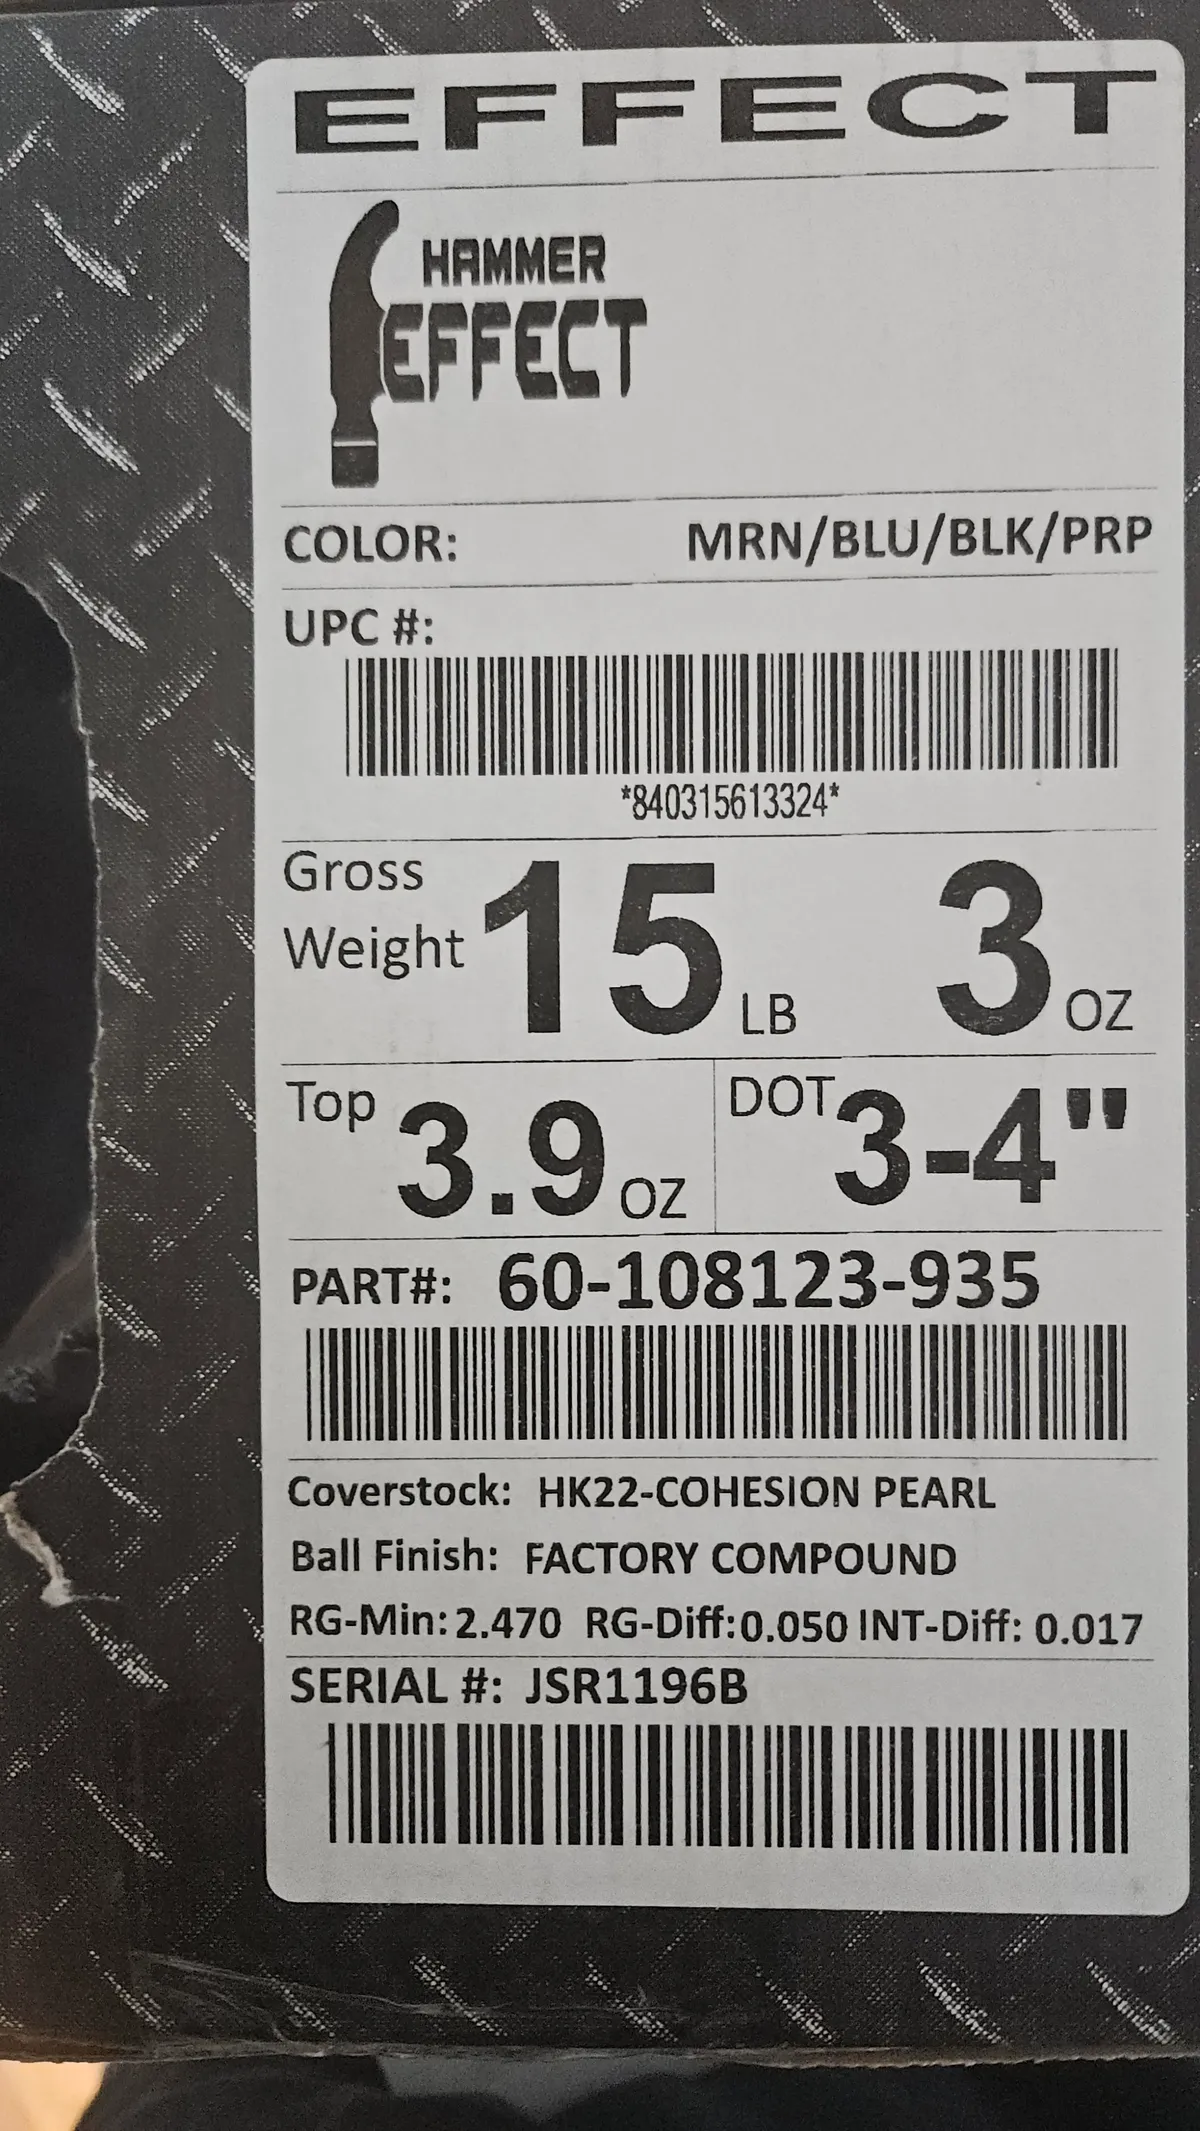 EFFECT
HAMMER
EFFECT
COLOR: MRN/BLU/BLK/PRP
UPC #:
*840315613324*
Gross Weight 15 LB 3 OZ
Top 3.9 OZ DOT 3-4"
PART#: 60-108123-935
Coverstock: HK22-COHESION PEARL
Ball Finish: FACTORY COMPOUND
RG-Min: 2.470 RG-Diff: 0.050 INT-Diff: 0.017
SERIAL #: JSR1196B